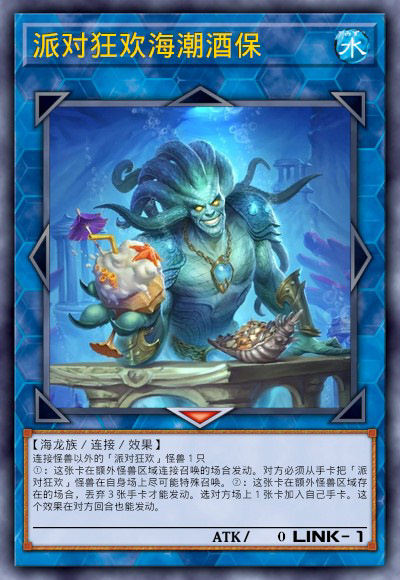 派对狂欢海潮酒保
水
【海龙族 / 连接 / 效果】
连接怪兽以外的「派对狂欢」怪兽１只
①：这张卡在额外怪兽区域连接召唤的场合发动。对方必须从手卡把「派
对狂欢」怪兽在自身场上尽可能特殊召唤。②：这张卡在额外怪兽区域存
在的场合，丢弃３张手卡才能发动。选对方场上１张卡加入自己手卡。这
个效果在对方回合也能发动。
ATK / 0 LINK-1